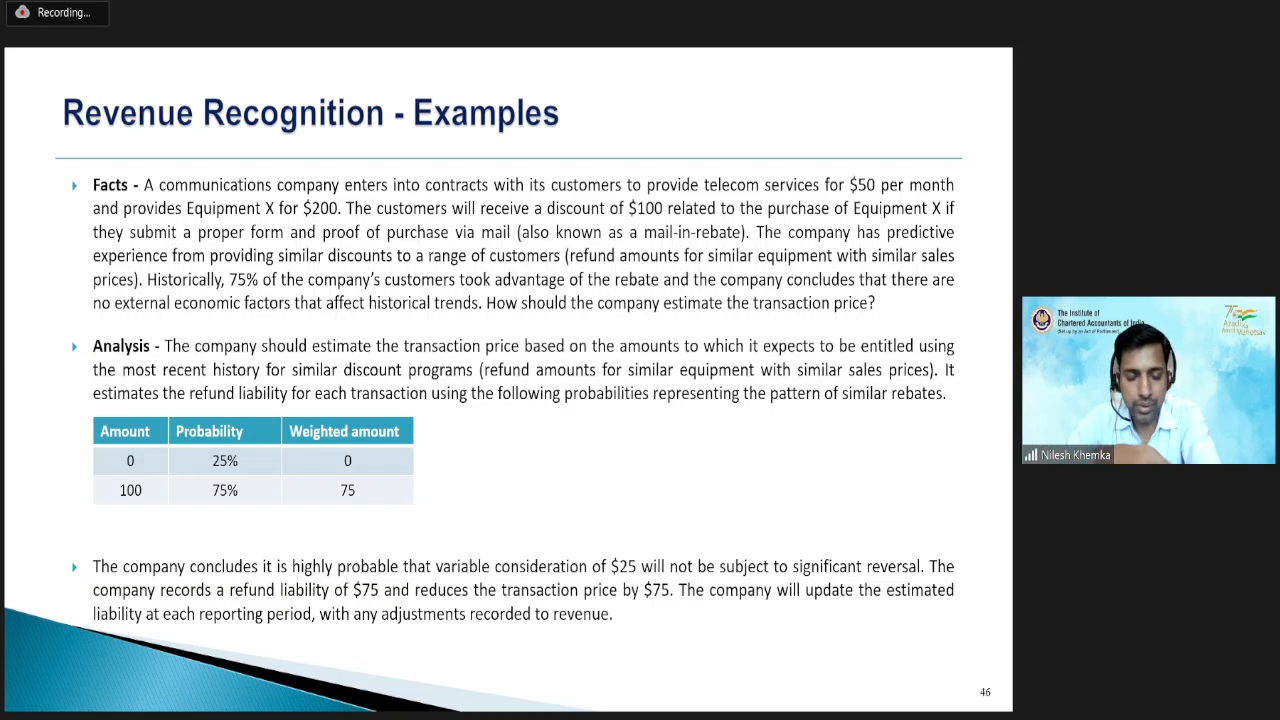 Recording...
Revenue Recognition - Examples
Facts - A communications company enters into contracts with its customers to provide telecom services for $50 per month
and provides Equipment X for $200. The customers will receive a discount of $100 related to the purchase of Equipment X if
they submit a proper form and proof of purchase via mail (also known as a mail-in-rebate). The company has predictive
experience from providing similar discounts to a range of customers (refund amounts for similar equipment with similar sales
prices). Historically, 75% of the company's customers took advantage of the rebate and the company concludes that there are
no external economic factors that affect historical trends. How should the company estimate the transaction price?
Analysis - The company should estimate the transaction price based on the amounts to which it expects to be entitled using
the most recent history for similar discount programs (refund amounts for similar equipment with similar sales prices). It
estimates the refund liability for each transaction using the following probabilities representing the pattern of similar rebates.
Amount Probability Weighted amount
0 25% 0
100 75% 75
The company concludes it is highly probable that variable consideration of $25 will not be subject to significant reversal. The
company records a refund liability of $75 and reduces the transaction price by $75. The company will update the estimated
liability at each reporting period, with any adjustments recorded to revenue.
46
The Institute of
Chartered Accountants of India
(Set up by an Act of Parliament)
75
Azadi Ka
Amrit Mahotsav
Nilesh Khemka